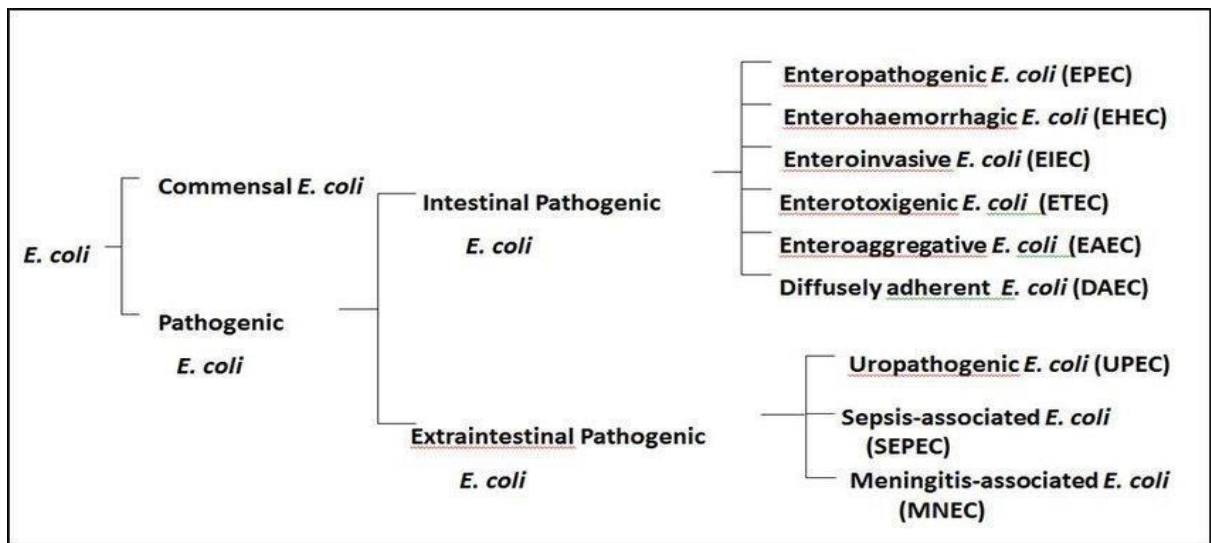 E. coli
Commensal E. coli
Pathogenic
E. coli
Intestinal Pathogenic
E. coli
Extraintestinal Pathogenic
E. coli
Enteropathogenic E. coli (EPEC)
Enterohaemorrhagic E. coli (EHEC)
Enteroinvasive E. coli (EIEC)
Enterotoxigenic E. coli (ETEC)
Enteroaggregative E. coli (EAEC)
Diffusely adherent E. coli (DAEC)
Uropathogenic E. coli (UPEC)
Sepsis-associated E. coli
(SEPEC)
Meningitis-associated E. coli
(MNEC)